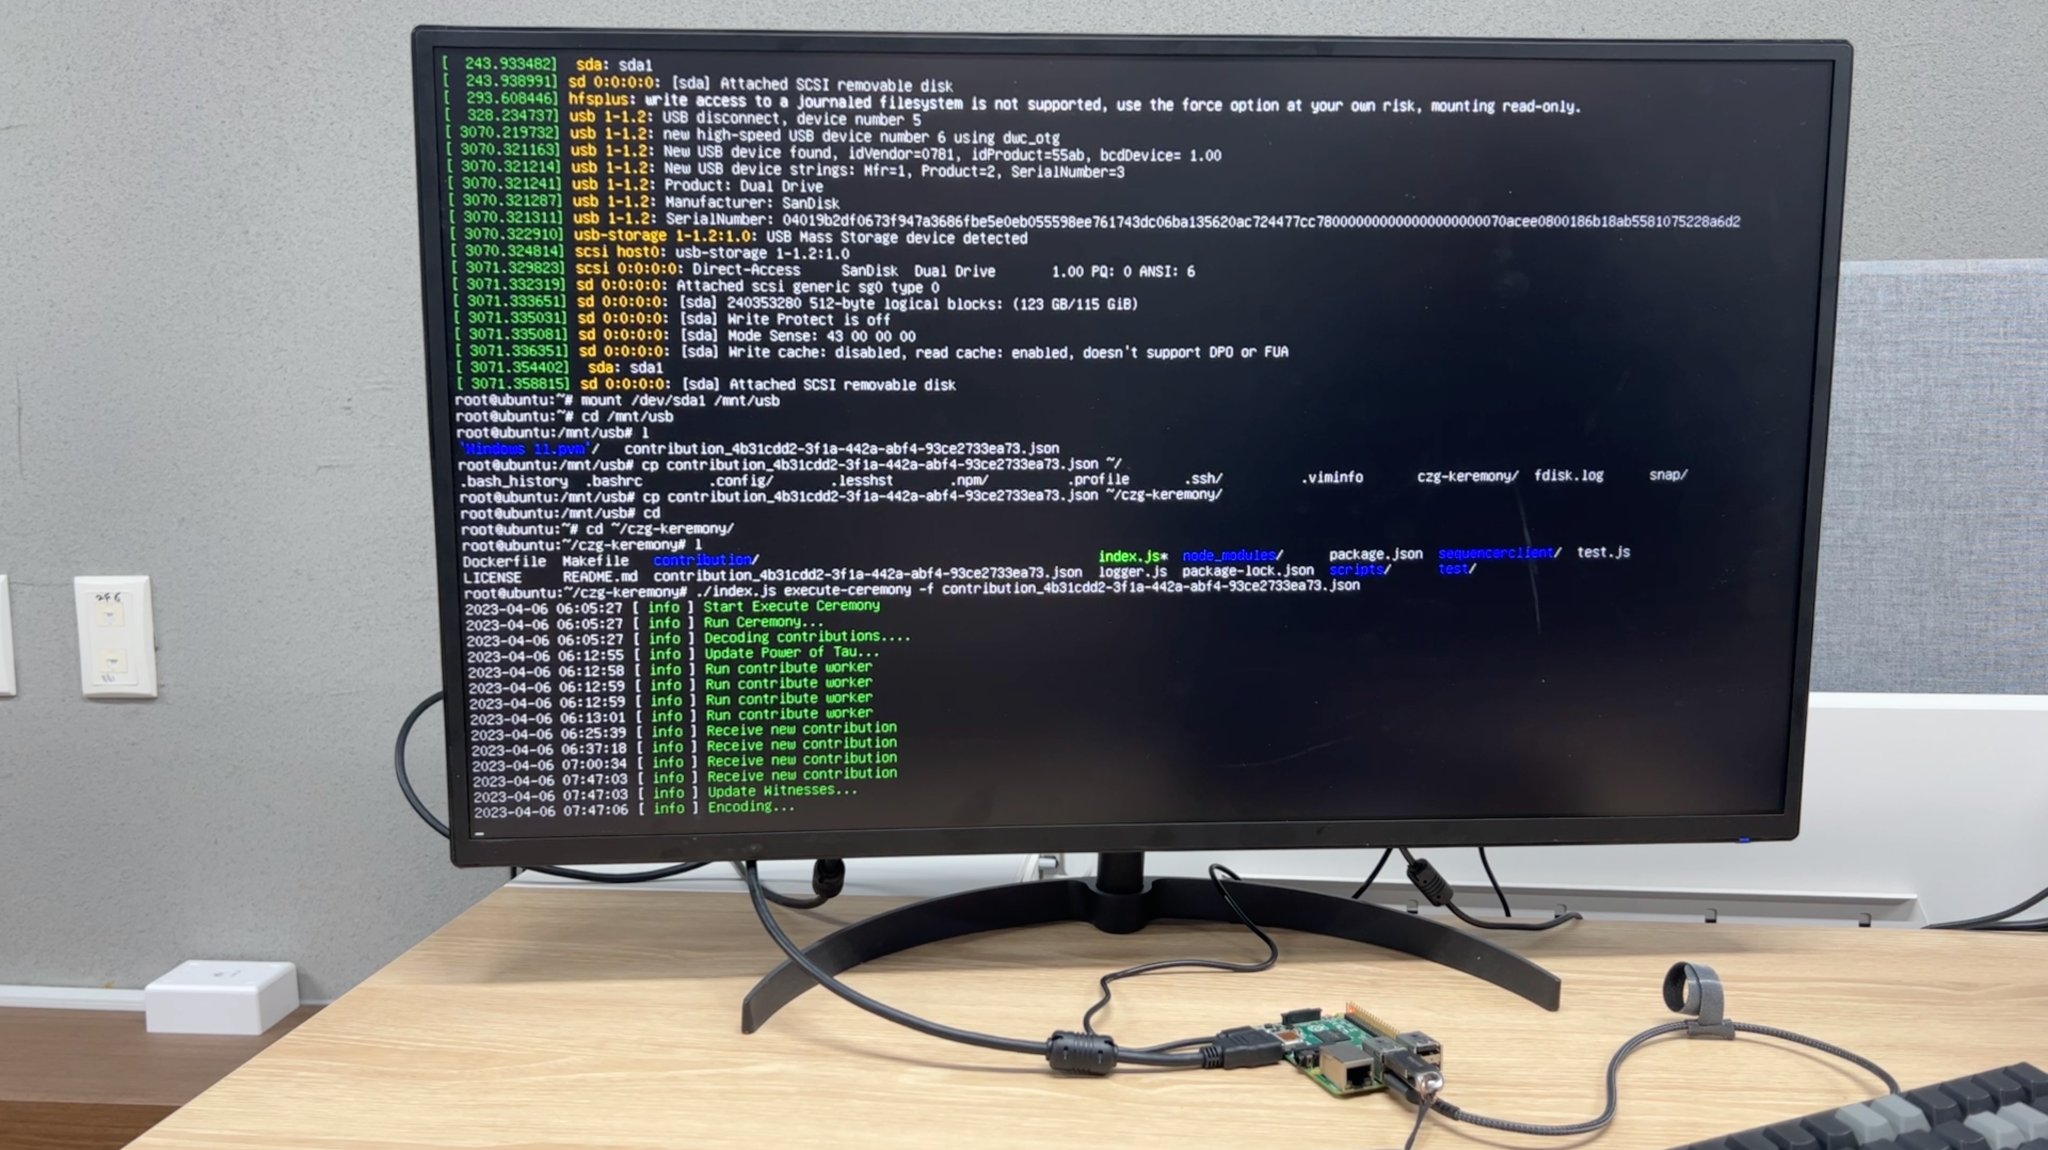 [  243.933482]  sda: sda1
[  243.938991] sd 0:0:0:0: [sda] Attached SCSI removable disk
[  293.608446] hfsplus: write access to a journaled filesystem is not supported, use the force option at your own risk, mounting read-only.
[  328.234737] usb 1-1.2: USB disconnect, device number 5
[ 3070.219732] usb 1-1.2: new high-speed USB device number 6 using dwc_otg
[ 3070.321163] usb 1-1.2: New USB device found, idVendor=0781, idProduct=55ab, bcdDevice= 1.00
[ 3070.321214] usb 1-1.2: New USB device strings: Mfr=1, Product=2, SerialNumber=3
[ 3070.321241] usb 1-1.2: Product: Dual Drive
[ 3070.321287] usb 1-1.2: Manufacturer: SanDisk
[ 3070.321311] usb 1-1.2: SerialNumber:
[ 3070.322910] usb-storage 1-1.2:1.0: USB Mass Storage device detected
[ 3070.324814] scsi host0: usb-storage 1-1.2:1.0
[ 3071.329823] scsi 0:0:0:0: Direct-Access     SanDisk  Dual Drive       1.00 PQ: 0 ANSI: 6
[ 3071.332319] sd 0:0:0:0: Attached scsi generic sg0 type 0
[ 3071.333651] sd 0:0:0:0: [sda] 240353280 512-byte logical blocks: (123 GB/115 GiB)
[ 3071.335031] sd 0:0:0:0: [sda] Write Protect is off
[ 3071.335081] sd 0:0:0:0: [sda] Mode Sense: 43 00 00 00
[ 3071.336351] sd 0:0:0:0: [sda] Write cache: disabled, read cache: enabled, doesn't support DPO or FUA
[ 3071.354402]  sda: sda1
[ 3071.358815] sd 0:0:0:0: [sda] Attached SCSI removable disk
root@ubuntu:~# mount /dev/sda1 /mnt/usb
root@ubuntu:~# cd /mnt/usb
root@ubuntu:/mnt/usb# l
'Windows 11.pvm'/   contribution_4b31cdd2-3f1a-442a-abf4-93ce2733ea73.json
root@ubuntu:/mnt/usb# cp contribution_4b31cdd2-3f1a-442a-abf4-93ce2733ea73.json ~/
.bash_history  .bashrc  .config/  .lesshst  .npm/  .profile  .ssh/  .viminfo  czg-keremony/  fdisk.log  snap/
root@ubuntu:/mnt/usb# cp contribution_4b31cdd2-3f1a-442a-abf4-93ce2733ea73.json ~/czg-keremony/
root@ubuntu:/mnt/usb# cd
root@ubuntu:~# cd ~/czg-keremony/
root@ubuntu:~/czg-keremony# l
Dockerfile  Makefile   contribution/  index.js*  node_modules/  package.json  sequencerclient/  test.js
LICENSE     README.md  contribution_4b31cdd2-3f1a-442a-abf4-93ce2733ea73.json  logger.js  package-lock.json  scripts/  test/
root@ubuntu:~/czg-keremony# ./index.js execute-ceremony -f contribution_4b31cdd2-3f1a-442a-abf4-93ce2733ea73.json
2023-04-06 06:05:27 [ info ] Start Execute Ceremony
2023-04-06 06:05:27 [ info ] Run Ceremony...
2023-04-06 06:05:27 [ info ] Decoding contributions....
2023-04-06 06:12:55 [ info ] Update Power of Tau...
2023-04-06 06:12:58 [ info ] Run contribute worker
2023-04-06 06:12:59 [ info ] Run contribute worker
2023-04-06 06:12:59 [ info ] Run contribute worker
2023-04-06 06:13:01 [ info ] Run contribute worker
2023-04-06 06:25:39 [ info ] Receive new contribution
2023-04-06 06:37:18 [ info ] Receive new contribution
2023-04-06 07:00:34 [ info ] Receive new contribution
2023-04-06 07:47:03 [ info ] Receive new contribution
2023-04-06 07:47:03 [ info ] Update Witnesses...
2023-04-06 07:47:06 [ info ] Encoding...